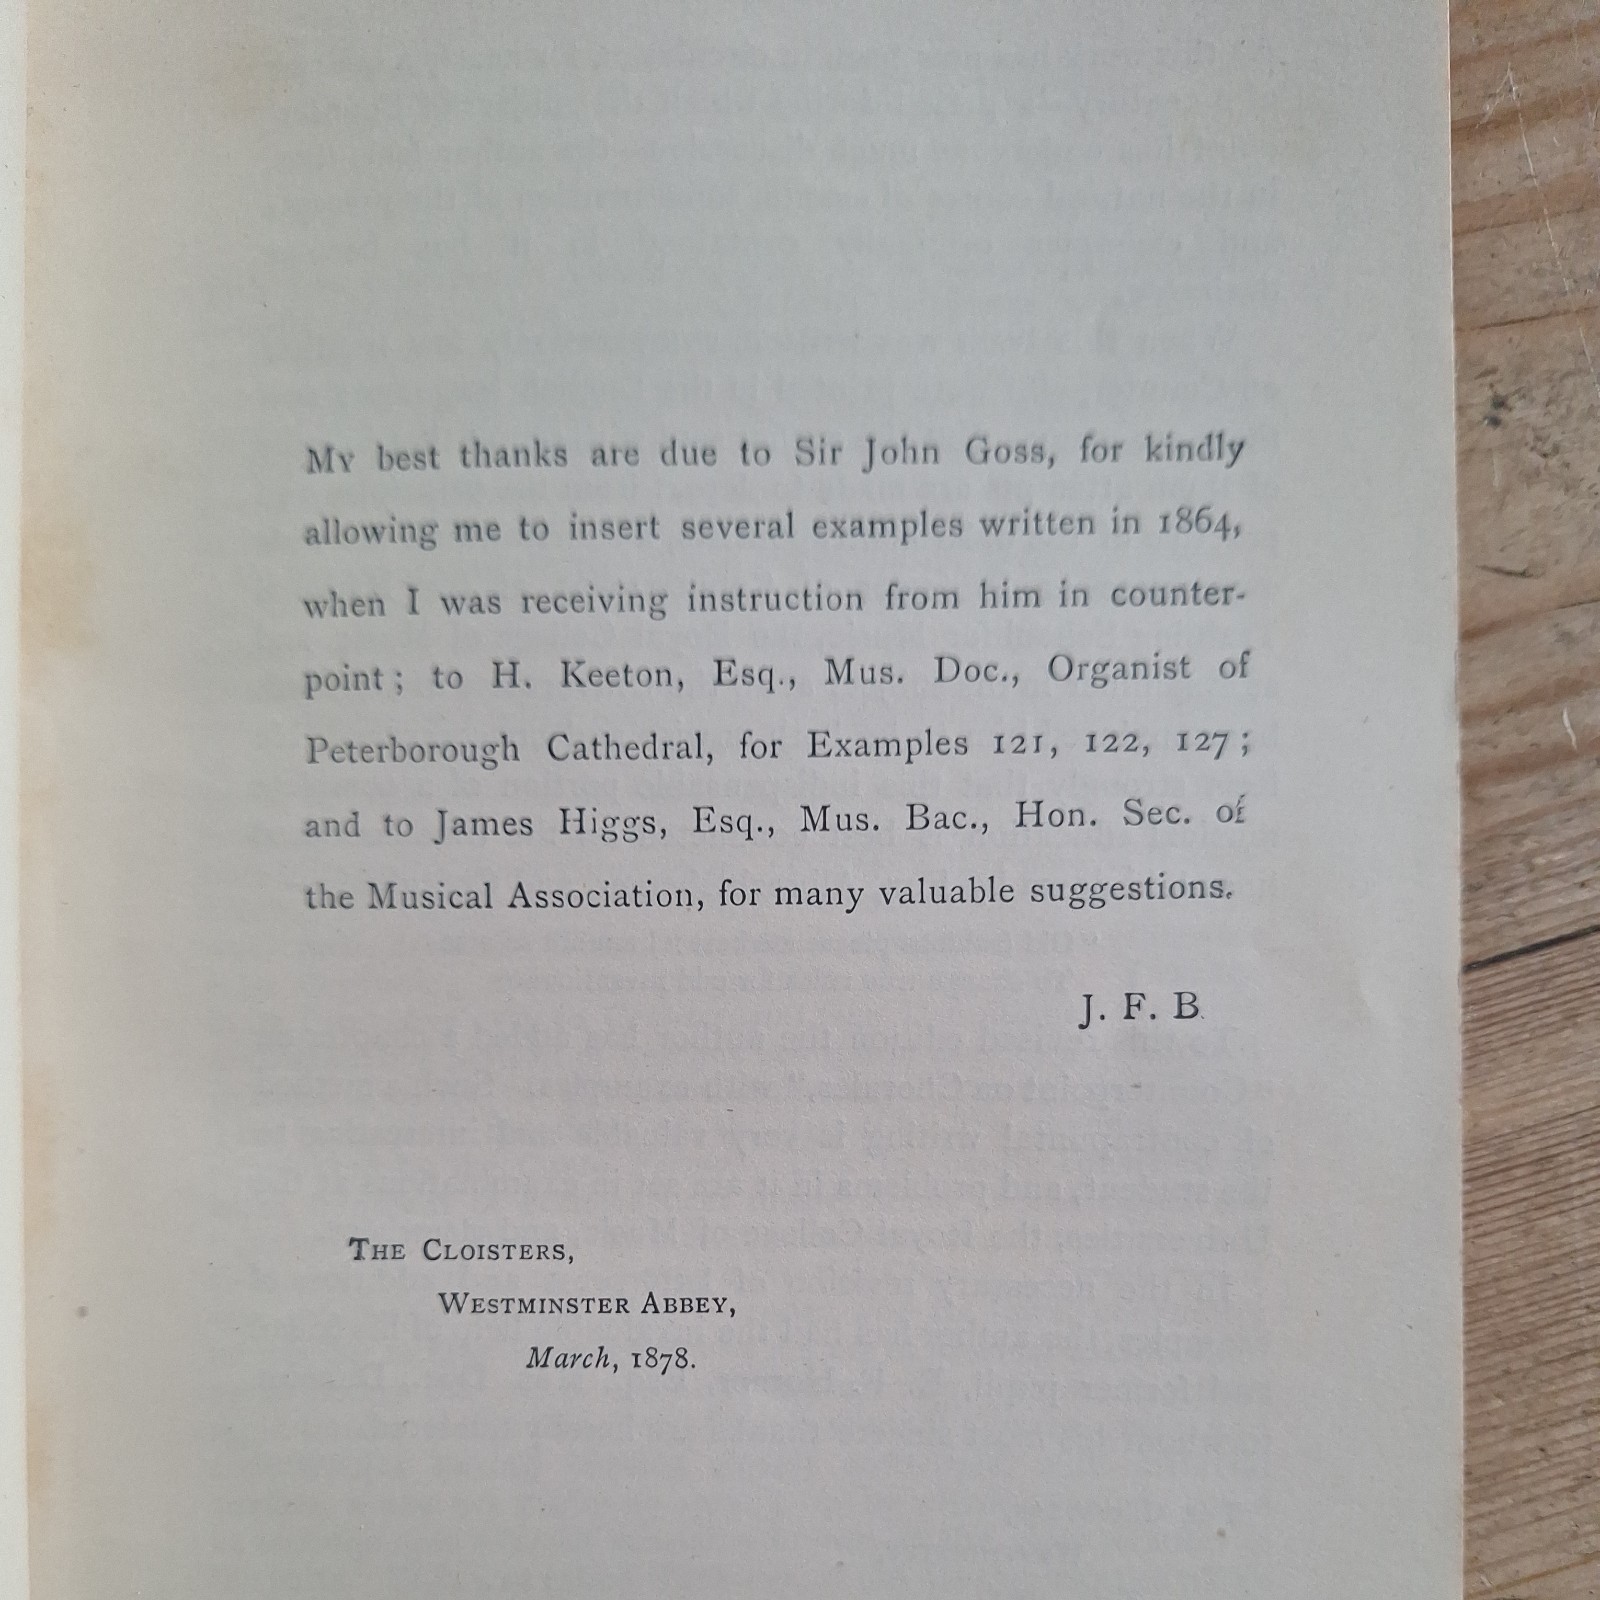 My best thanks are due to Sir John Goss, for kindly
allowing me to insert several examples written in 1864,
when I was receiving instruction from him in counter-
point; to H. Keeton, Esq., Mus. Doc., Organist of
Peterborough Cathedral, for Examples 121, 122, 127;
and to James Higgs, Esq., Mus. Bac., Hon. Sec. of
the Musical Association, for many valuable suggestions.
J. F. B.
The Cloisters,
Westminster Abbey,
March, 1878.